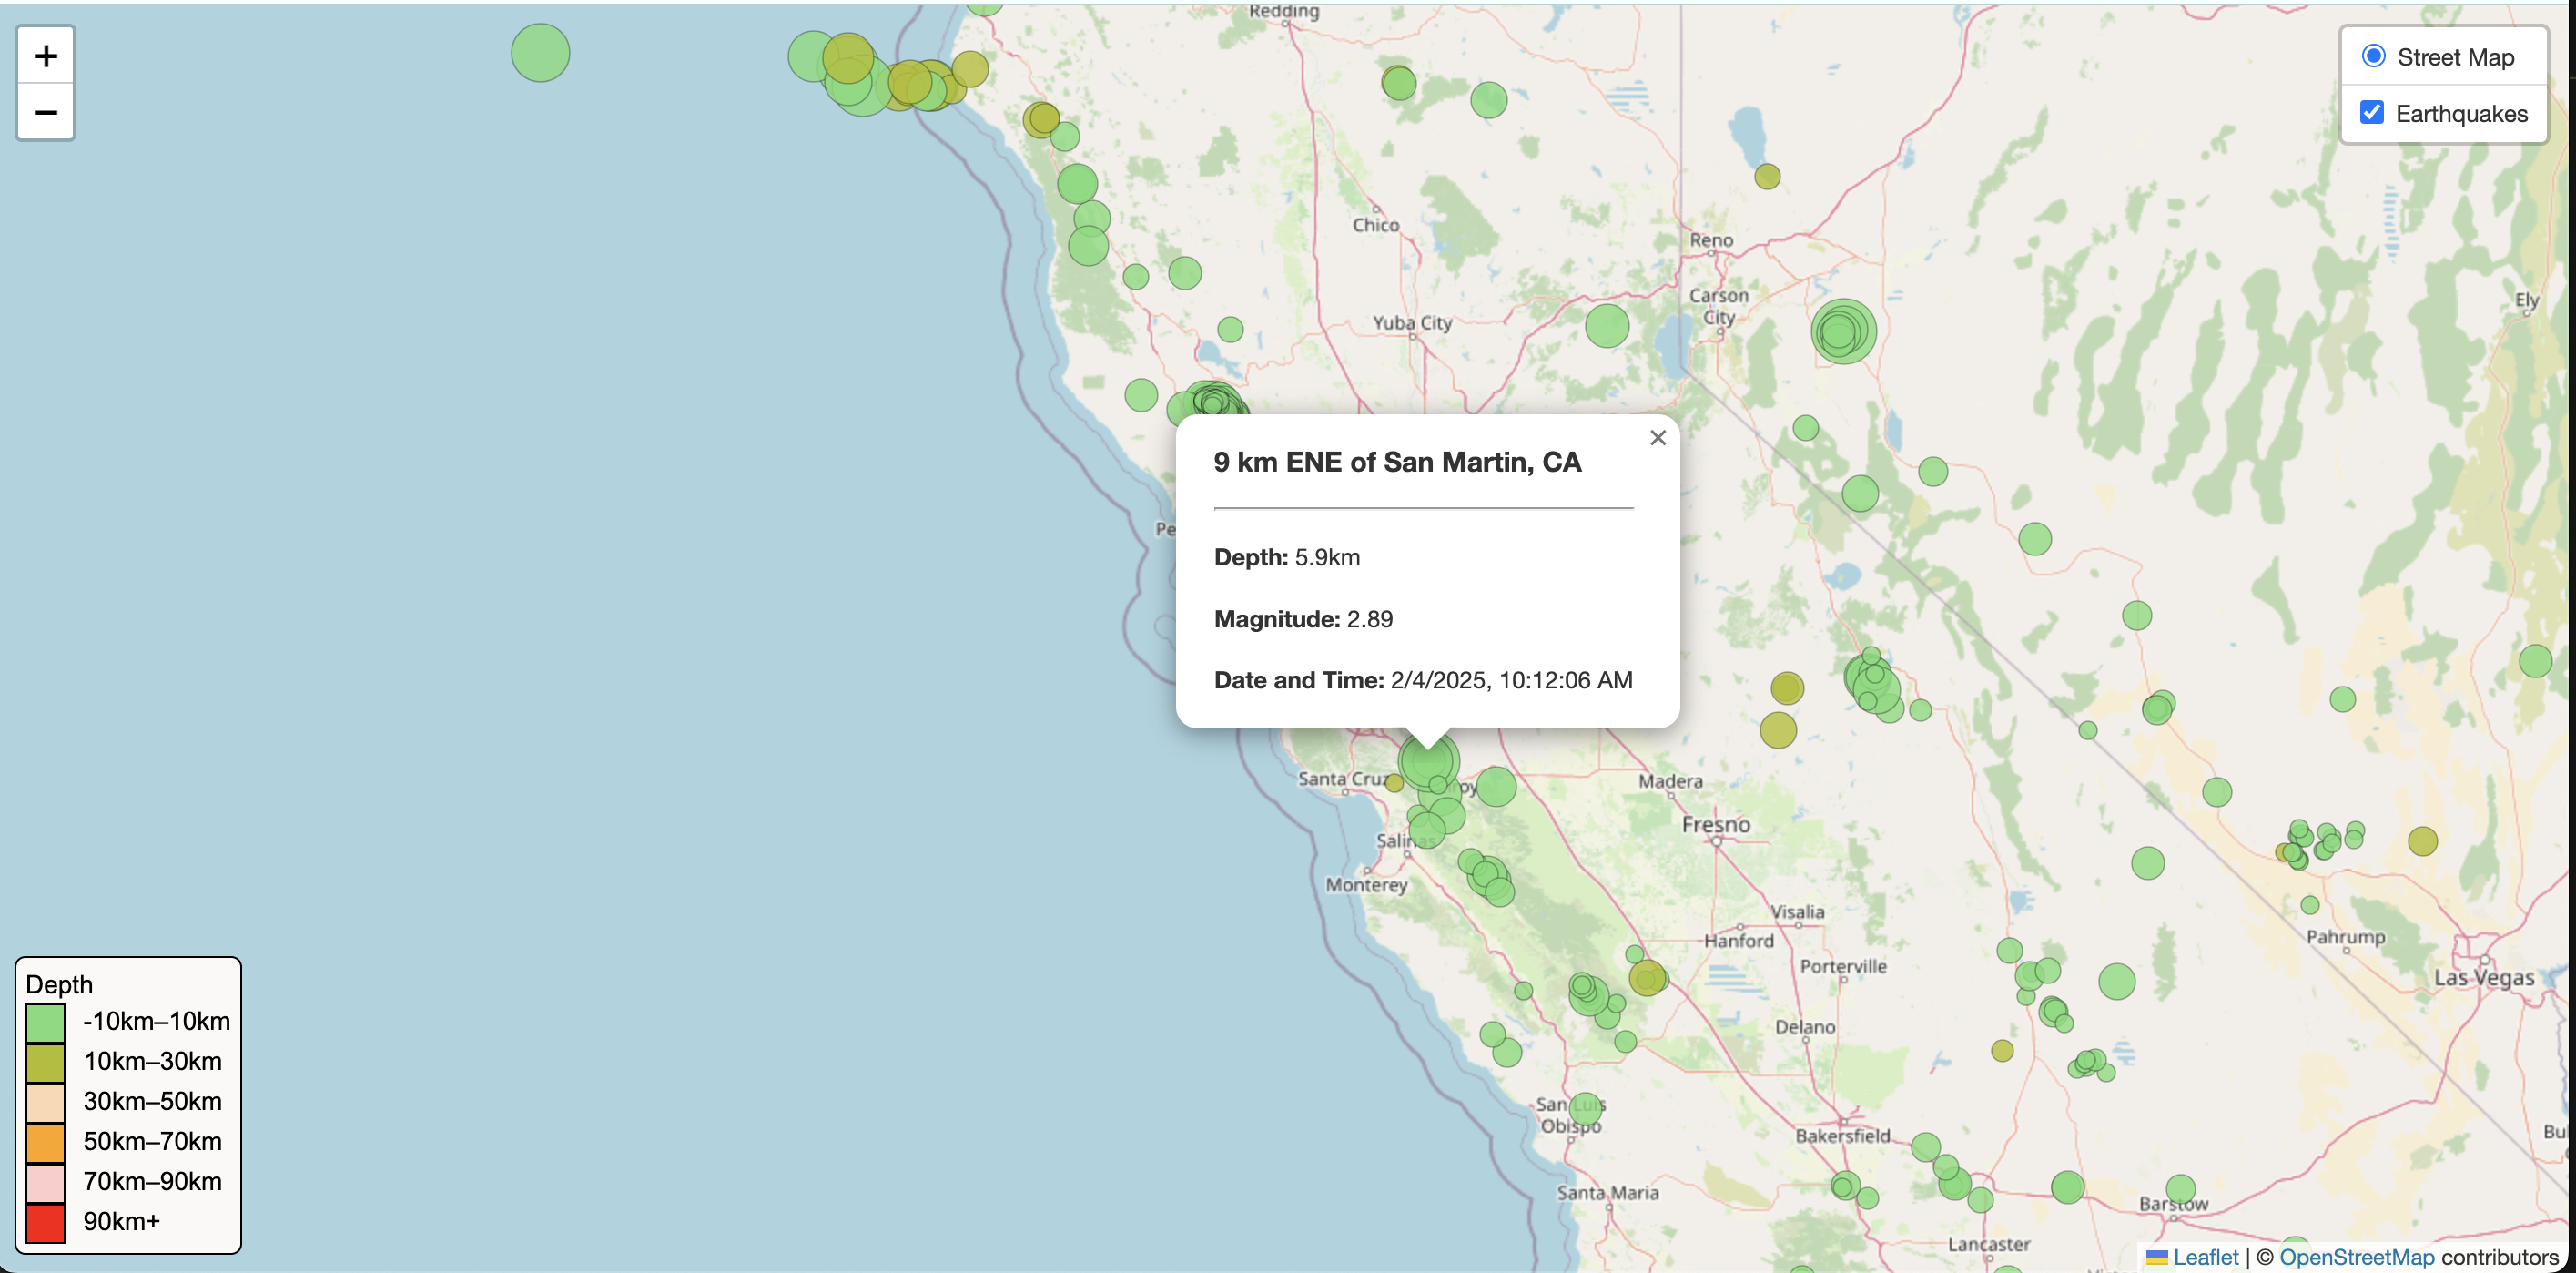 +
−
Redding
Street Map
Earthquakes
Chico
Reno
Carson
City
Ely
Yuba City
9 km ENE of San Martin, CA
×
Depth: 5.9km
Magnitude: 2.89
Date and Time: 2/4/2025, 10:12:06 AM
Pe
Santa Cruz
oy
Madera
Fresno
Salinas
Monterey
Visalia
Hanford
Porterville
Pahrump
Las Vegas
Delano
San Luis
Obispo
Bakersfield
Bu
Santa Maria
Barstow
Lancaster
Depth
-10km–10km
10km–30km
30km–50km
50km–70km
70km–90km
90km+
Leaflet | © OpenStreetMap contributors